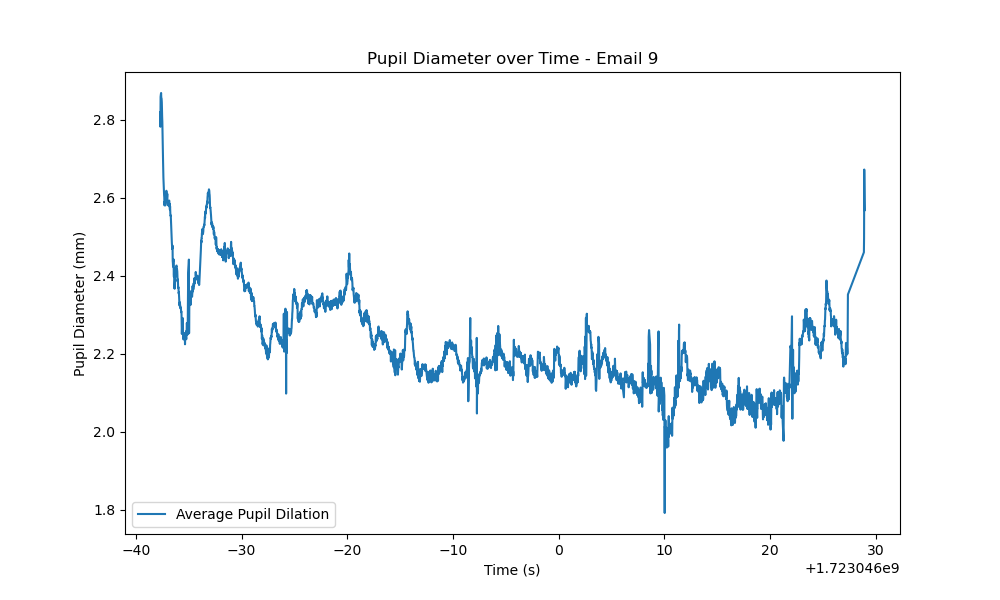 Pupil Diameter over Time - Email 9
Pupil Diameter (mm)
2.8
2.6
2.4
2.2
2.0
1.8
Average Pupil Dilation
−40
−30
−20
−10
0
10
20
30
Time (s)
+1.723046e9